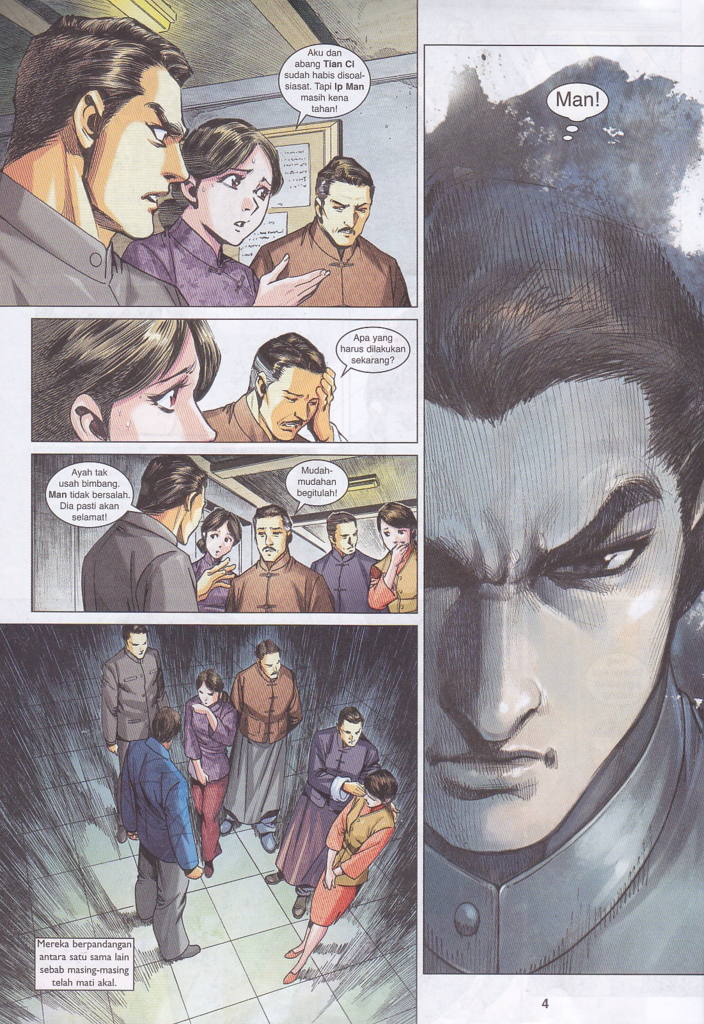 Aku dan
abang Tian Ci
sudah habis disoal-
siasat. Tapi Ip Man
masih kena
tahan!
Apa yang
harus dilakukan
sekarang?
Ayah tak
usah bimbang.
Man tidak bersalah.
Dia pasti akan
selamat!
Mudah-
mudahan
begitulah!
Mereka berpandangan
antara satu sama lain
sebab masing-masing
telah mati akal.
Man!
4